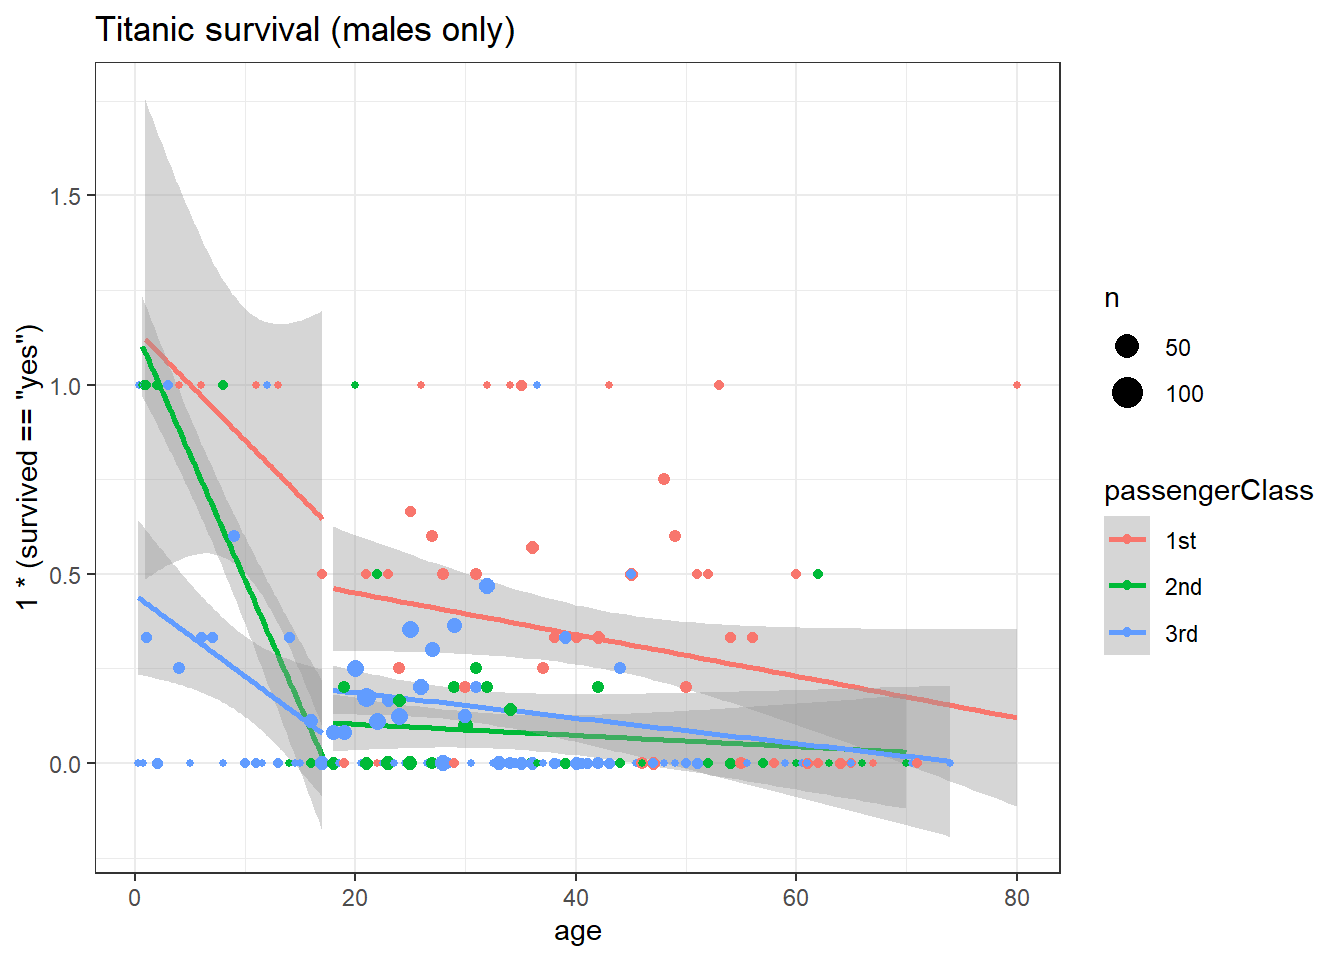 Titanic survival (males only)
1 * (survived == "yes")
1.5
1.0
0.5
0.0
0
20
40
60
80
age
n
50
100
passengerClass
1st
2nd
3rd